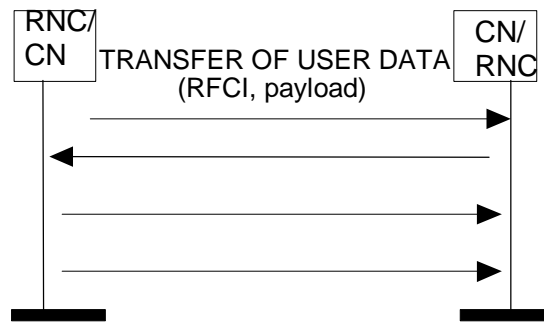 RNC/
CN
TRANSFER OF USER DATA
(RFCI, payload)
CN/
RNC